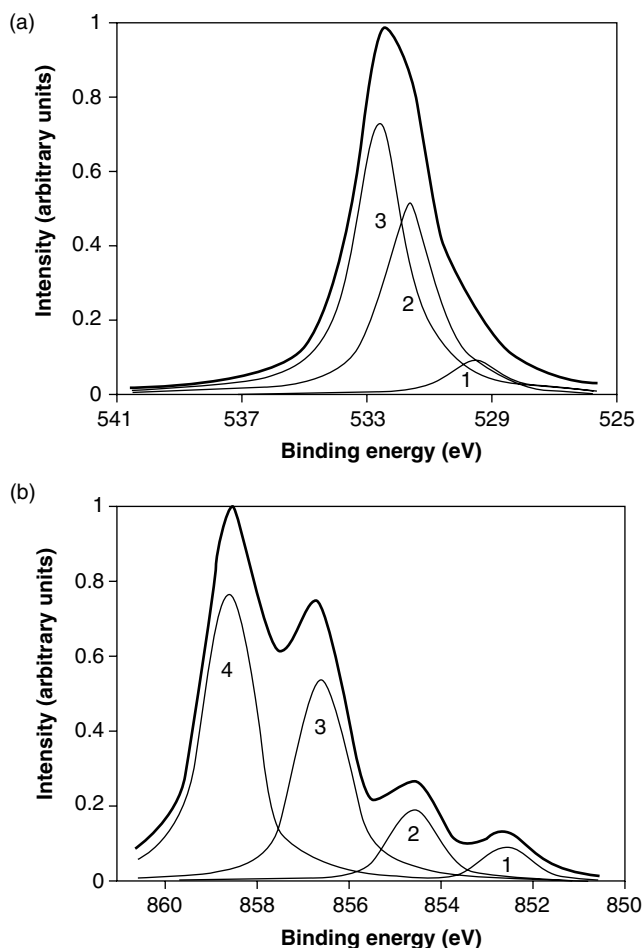 (a)
Intensity (arbitrary units)
1
0.8
0.6
0.4
0.2
0
3
2
1
541 537 533 529 525
Binding energy (eV)
(b)
Intensity (arbitrary units)
1
0.8
0.6
0.4
0.2
0
4
3
2
1
860 858 856 854 852 850
Binding energy (eV)